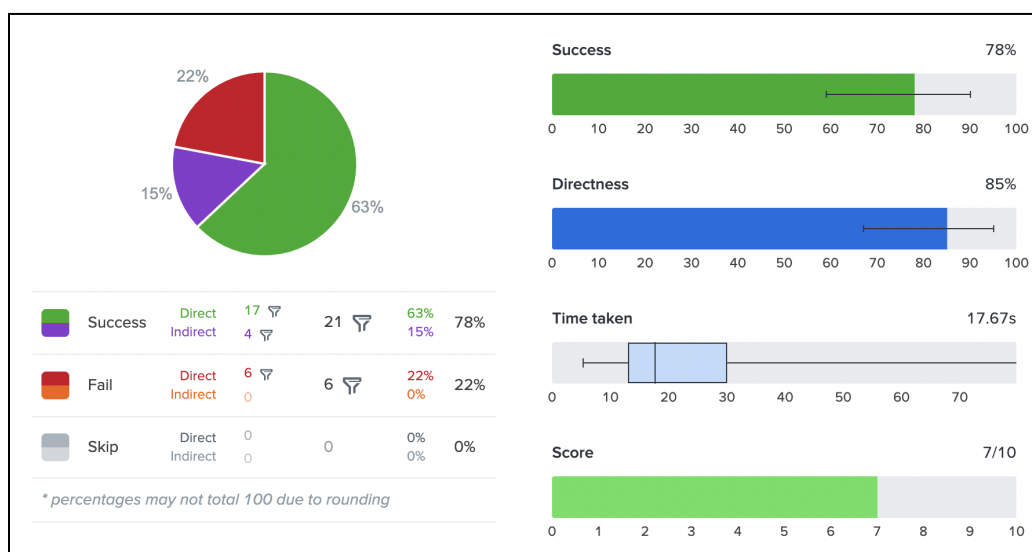 22%
15%
63%
Success Direct 17 21 63% 78%
Indirect 4 15%
Fail Direct 6 6 22% 22%
Indirect 0 0%
Skip Direct 0 0 0% 0%
Indirect 0 0%
* percentages may not total 100 due to rounding
Success 78%
0 10 20 30 40 50 60 70 80 90 100
Directness 85%
0 10 20 30 40 50 60 70 80 90 100
Time taken 17.67s
0 10 20 30 40 50 60 70
Score 7/10
0 1 2 3 4 5 6 7 8 9 10